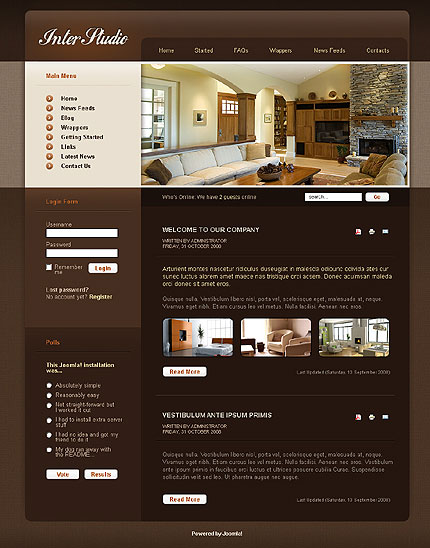 Inter Studio
Home Started FAQs Wrappers News Feeds Contacts
Main Menu
Home
News Feeds
Blog
Wrappers
Getting Started
Links
Latest News
Contact Us
Who's Online: We have 2 guests online
search...
Go
Login Form
Username
Password
Remember me
Login
Lost password?
No account yet? Register
Polls
This Joomla! installation
was...
Absolutely simple
Reasonably easy
Not straight-forward but
I worked it out
I had to install extra server
stuff
I had no idea and got my
friend to do it
My dog ran away with
the README...
Vote Results
WELCOME TO OUR COMPANY
WRITTEN BY ADMINISTRATOR
FRIDAY, 31 OCTOBER 2008
Arturient montes nascetur ridiculus duseugiat in malesda odiound cevida ates cur
sunec luctus alorem amet maece nas tristique orci acsem. Donec acumsan maleada
orci donec sit amet eros.
Quisque nulla. Vestibulum libero nisl, porta vel, scelerisque eget, malesuada at, neque.
Vivamus eget nibh. Etiam cursus leo vel metus. Nulla facilisi. Aenean nec eros.
Read More
Last Updated (Saturday, 13 September 2008)
VESTIBULUM ANTE IPSUM PRIMIS
WRITTEN BY ADMINISTRATOR
FRIDAY, 31 OCTOBER 2008
Quisque nulla. Vestibulum libero nisl, porta vel, scelerisque eget, malesuada at, neque.
Vivamus eget nibh. Etiam cursus leo vel metus. Nulla facilisi. Aenean nec eros. Vestibulum
ante ipsum primis in faucibus orci luctus et ultrices posuere cubilia Curae. Suspendisse
sollicitudin velit sed leo. Ut pharetra augue nec augue.
Read More
Last Updated (Saturday, 13 September 2008)
Powered by Joomla!